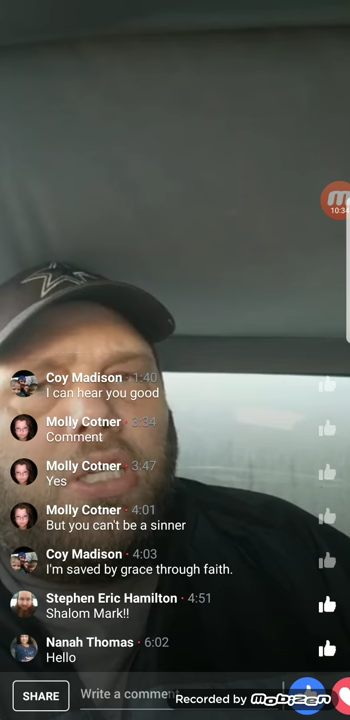 10:34
Coy Madison · 1:40
I can hear you good
Molly Cotner · 3:34
Comment
Molly Cotner · 3:47
Yes
Molly Cotner · 4:01
But you can't be a sinner
Coy Madison · 4:03
I'm saved by grace through faith.
Stephen Eric Hamilton · 4:51
Shalom Mark!!
Nanah Thomas · 6:02
Hello
SHARE
Write a comment
Recorded by Mobizen